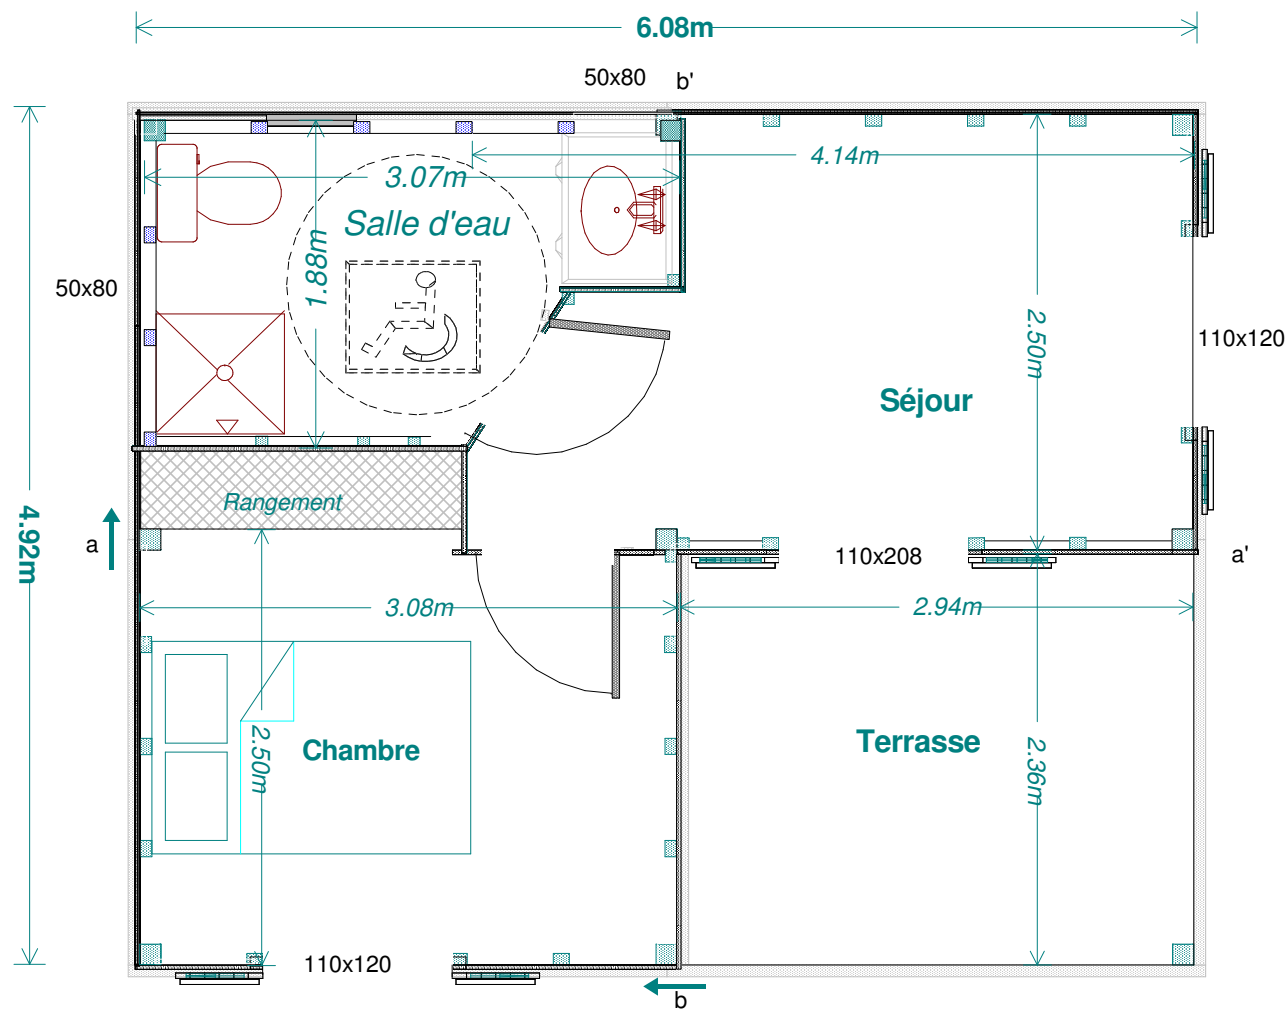 6.08m
50x80
b'
4.14m
3.07m
Salle d'eau
1.88m
50x80
2.50m
110x120
Séjour
Rangement
4.92m
a
110x208
a'
3.08m
2.94m
Chambre
2.50m
Terrasse
2.36m
110x120
b